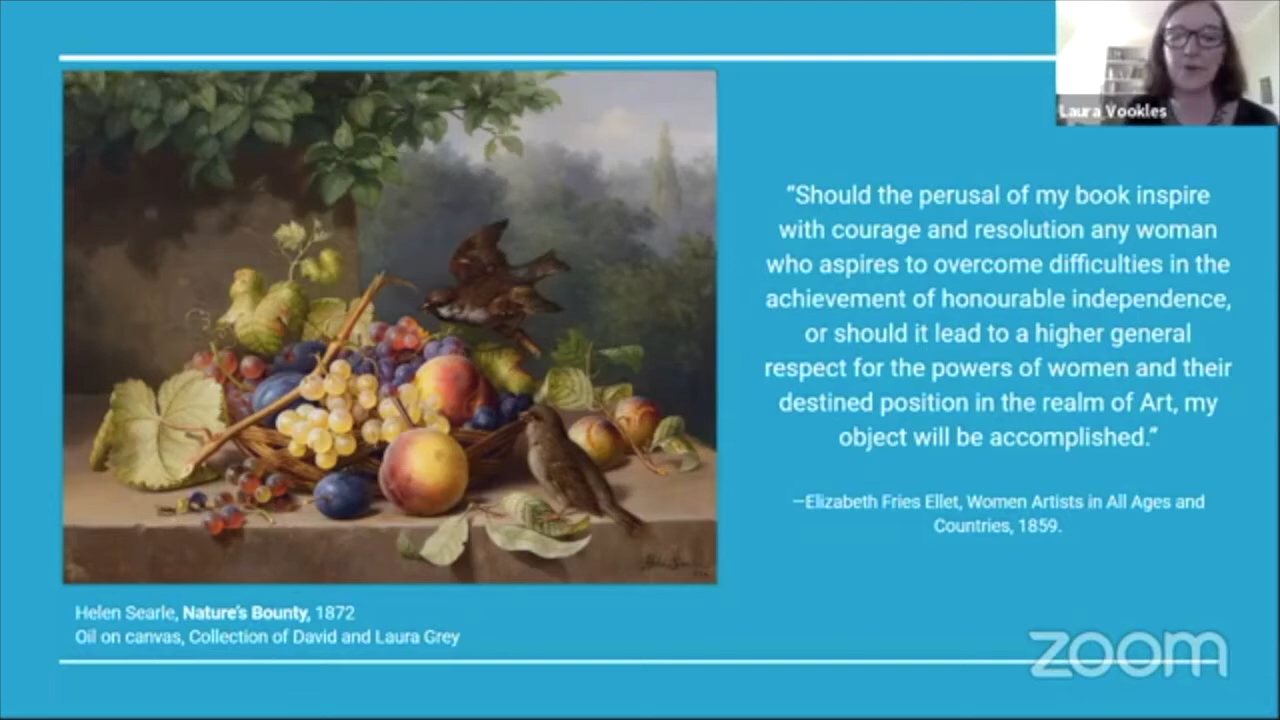 Laura Vookles
“Should the perusal of my book inspire
with courage and resolution any woman
who aspires to overcome difficulties in the
achievement of honourable independence,
or should it lead to a higher general
respect for the powers of women and their
destined position in the realm of Art, my
object will be accomplished.”
—Elizabeth Fries Ellet, Women Artists in All Ages and
Countries, 1859.
Helen Searle, Nature's Bounty, 1872
Oil on canvas, Collection of David and Laura Grey
zoom